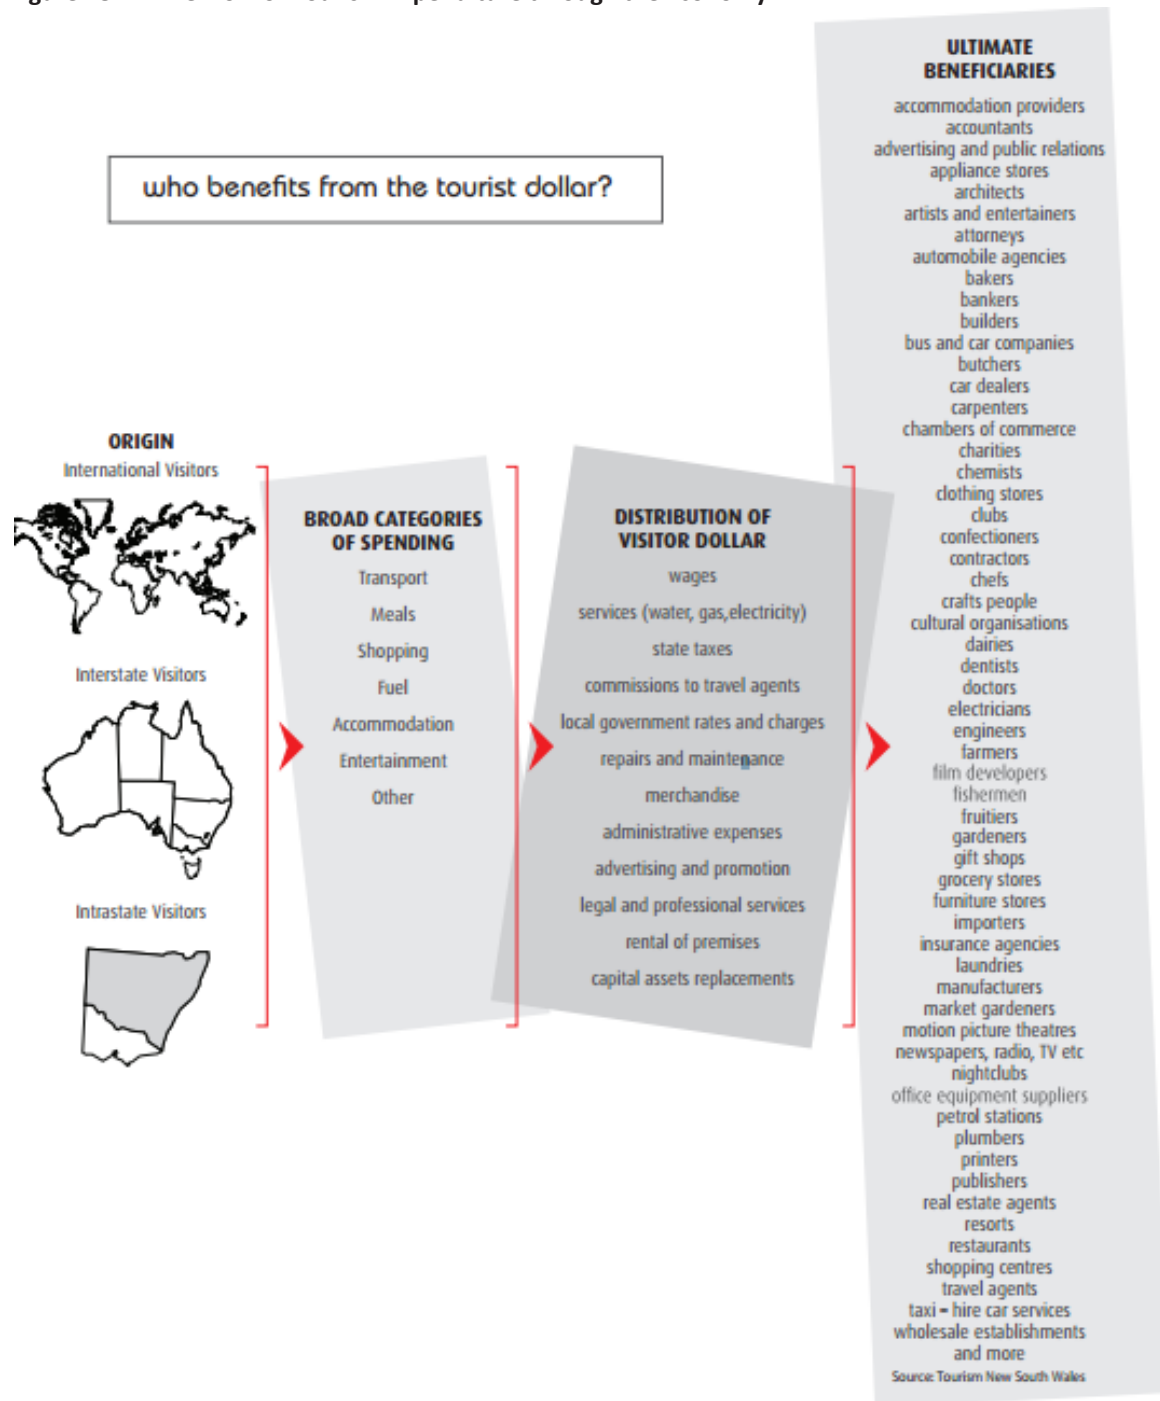 who benefits from the tourist dollar?
ORIGIN
International Visitors
Interstate Visitors
Intrastate Visitors
BROAD CATEGORIES
OF SPENDING
Transport
Meals
Shopping
Fuel
Accommodation
Entertainment
Other
DISTRIBUTION OF
VISITOR DOLLAR
wages
services (water, gas,electricity)
state taxes
commissions to travel agents
local government rates and charges
repairs and maintenance
merchandise
administrative expenses
advertising and promotion
legal and professional services
rental of premises
capital assets replacements
ULTIMATE
BENEFICIARIES
accommodation providers
accountants
advertising and public relations
appliance stores
architects
artists and entertainers
attorneys
automobile agencies
bakers
bankers
builders
bus and car companies
butchers
car dealers
carpenters
chambers of commerce
charities
chemists
clothing stores
clubs
confectioners
contractors
chefs
crafts people
cultural organisations
dairies
dentists
doctors
electricians
engineers
farmers
film developers
fishermen
fruitiers
gardeners
gift shops
grocery stores
furniture stores
importers
insurance agencies
laundries
manufacturers
market gardeners
motion picture theatres
newspapers, radio, TV etc
nightclubs
office equipment suppliers
petrol stations
plumbers
printers
publishers
real estate agents
resorts
restaurants
shopping centres
travel agents
taxi - hire car services
wholesale establishments
and more
Source: Tourism New South Wales